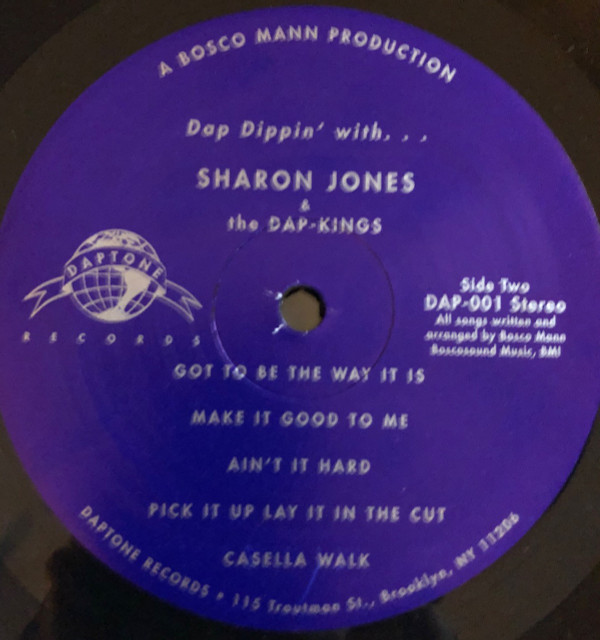 A BOSCO MANN PRODUCTION
Dap Dippin' with. . .
SHARON JONES
&
the DAP-KINGS
DAPTONE
RECORDS
Side Two
DAP-001 Stereo
All songs written and
arranged by Bosco Mann
Boscosound Music, BMI
GOT TO BE THE WAY IT IS
MAKE IT GOOD TO ME
AIN'T IT HARD
PICK IT UP LAY IT IN THE CUT
CASELLA WALK
DAPTONE RECORDS • 115 Troutman St., Brooklyn, NY 11206